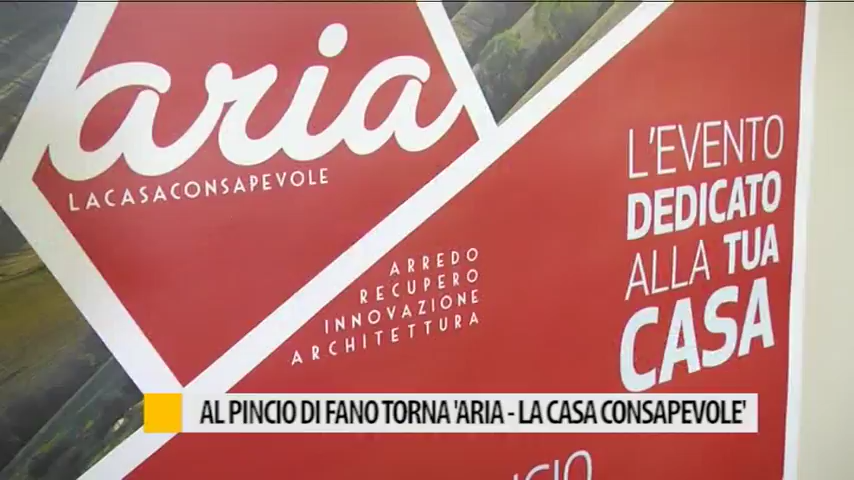 aria
LACASACONSAPEVOLE
ARREDO
RECUPERO
INNOVAZIONE
ARCHITETTURA
L'EVENTO
DEDICATO
ALLA TUA
CASA
AL PINCIO DI FANO TORNA 'ARIA - LA CASA CONSAPEVOLE'